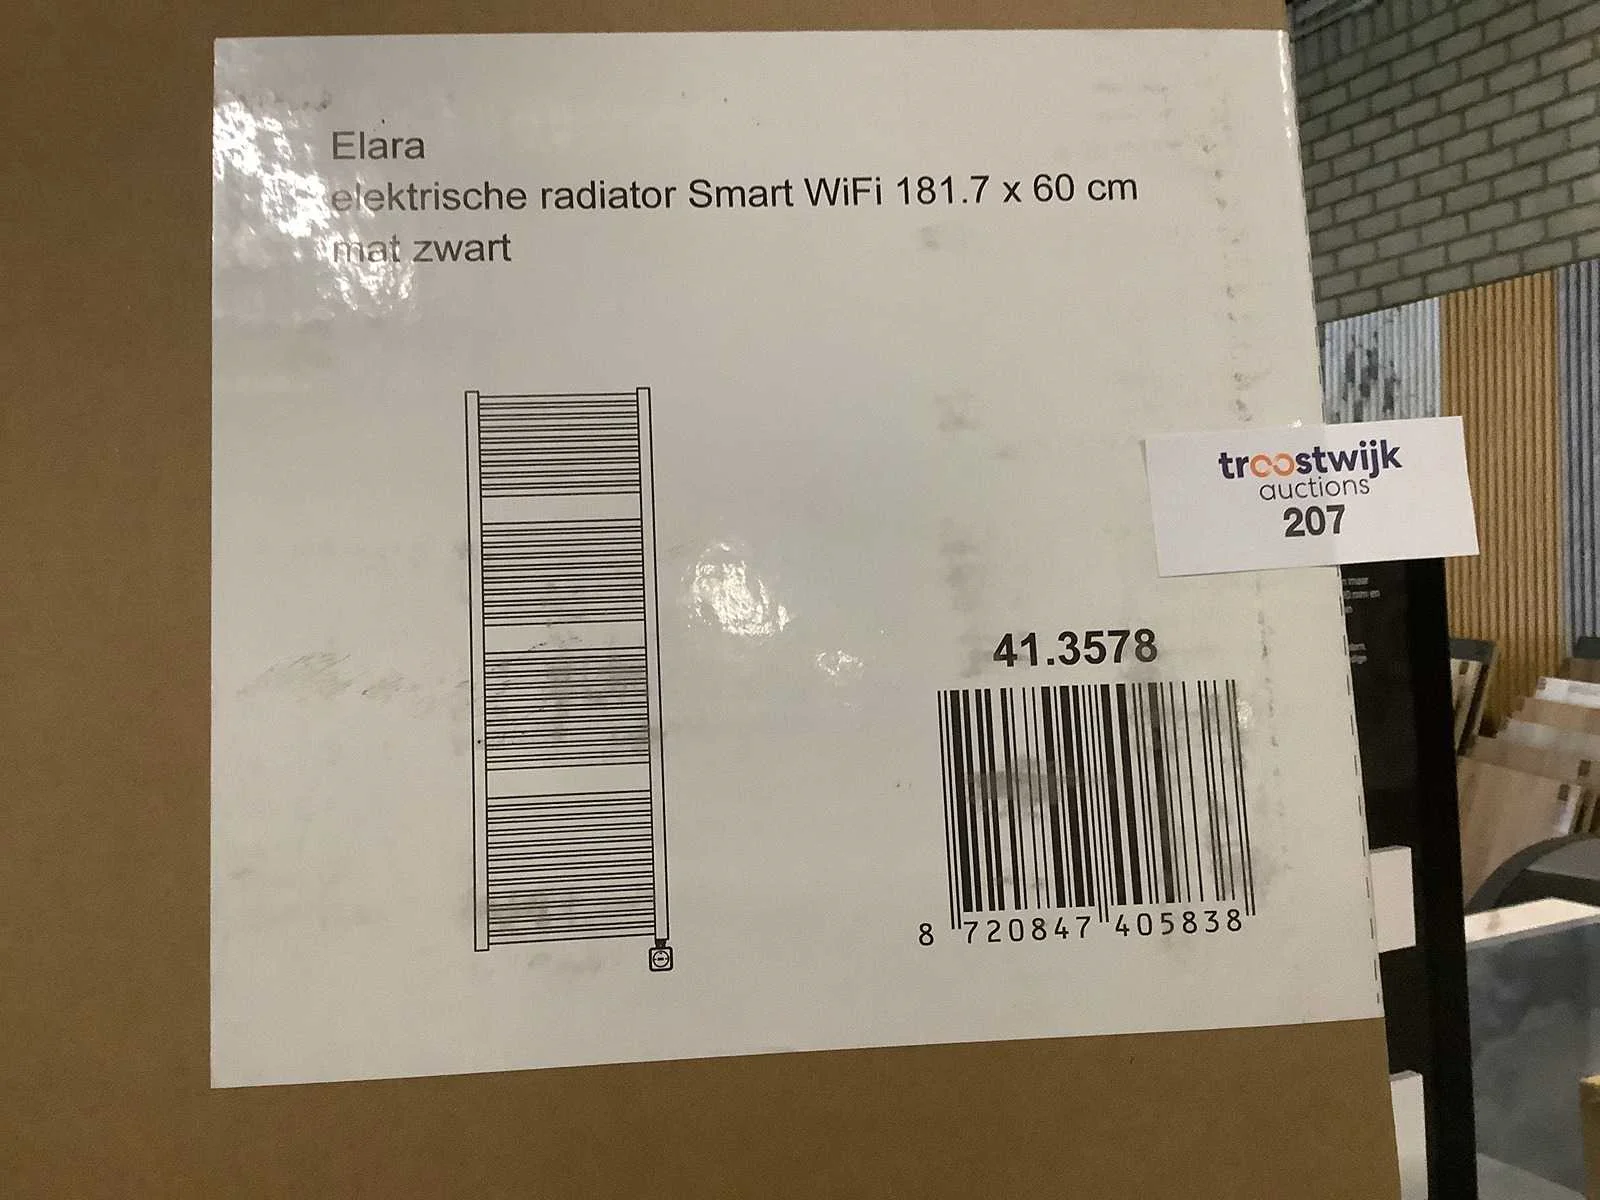 Elara
elektrische radiator Smart WiFi 181.7 x 60 cm
mat zwart
troostwijk
auctions
207
41.3578
8 720847 405838